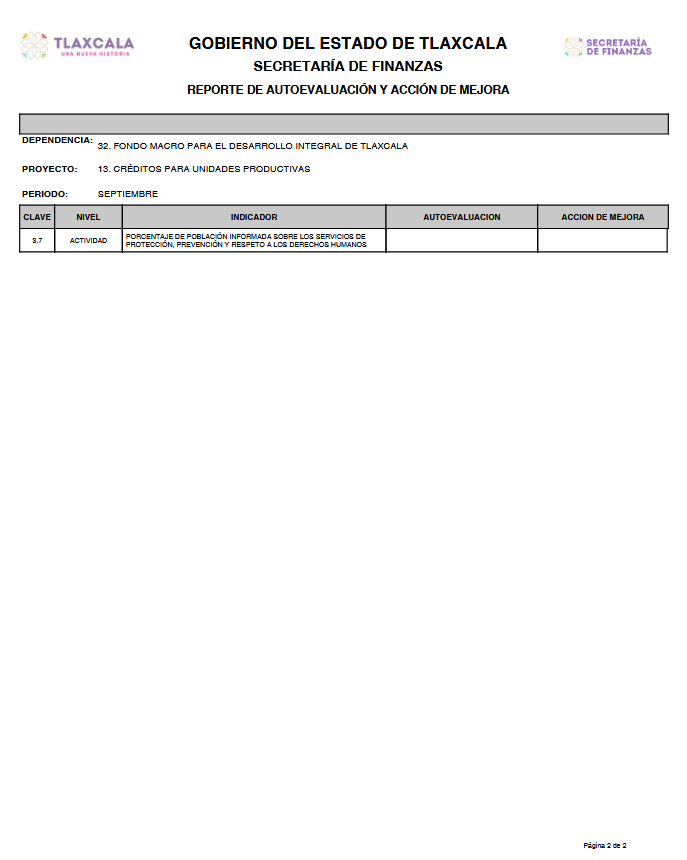 TLAXCALA
UNA NUEVA HISTORIA
GOBIERNO DEL ESTADO DE TLAXCALA
SECRETARÍA DE FINANZAS
REPORTE DE AUTOEVALUACIÓN Y ACCIÓN DE MEJORA
SECRETARÍA
DE FINANZAS
DEPENDENCIA: 32. FONDO MACRO PARA EL DESARROLLO INTEGRAL DE TLAXCALA
PROYECTO: 13. CRÉDITOS PARA UNIDADES PRODUCTIVAS
PERIODO: SEPTIEMBRE
CLAVE NIVEL INDICADOR AUTOEVALUACION ACCION DE MEJORA
3.7 ACTIVIDAD PORCENTAJE DE POBLACIÓN INFORMADA SOBRE LOS SERVICIOS DE
PROTECCIÓN, PREVENCIÓN Y RESPETO A LOS DERECHOS HUMANOS
Página 2 de 2